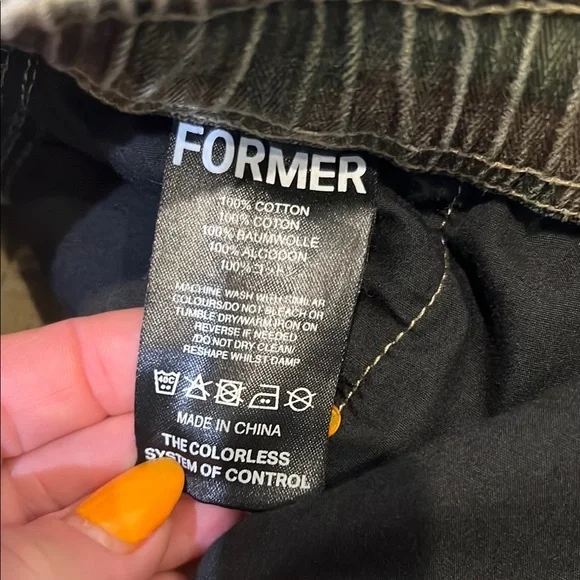 FORMER
100% COTTON
100% COTON
100% BAUMWOLLE
100% ALGODON
100%
MACHINE WASH WITH SIMILAR
COLOURS/DO NOT BLEACH OR
TUMBLE DRY/WARM IRON ON
REVERSE IF NEEDED
/DO NOT DRY CLEAN/
RESHAPE WHILST DAMP
40C
MADE IN CHINA
THE COLORLESS
SYSTEM OF CONTROL